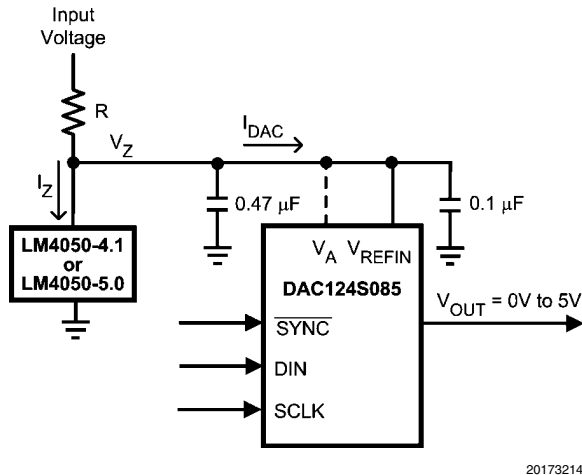 Input
Voltage
R
V_Z
I_DAC
I_Z
0.47 µF
0.1 µF
LM4050-4.1
or
LM4050-5.0
V_A V_REFIN
DAC124S085
SYNC
DIN
SCLK
V_OUT = 0V to 5V
20173214